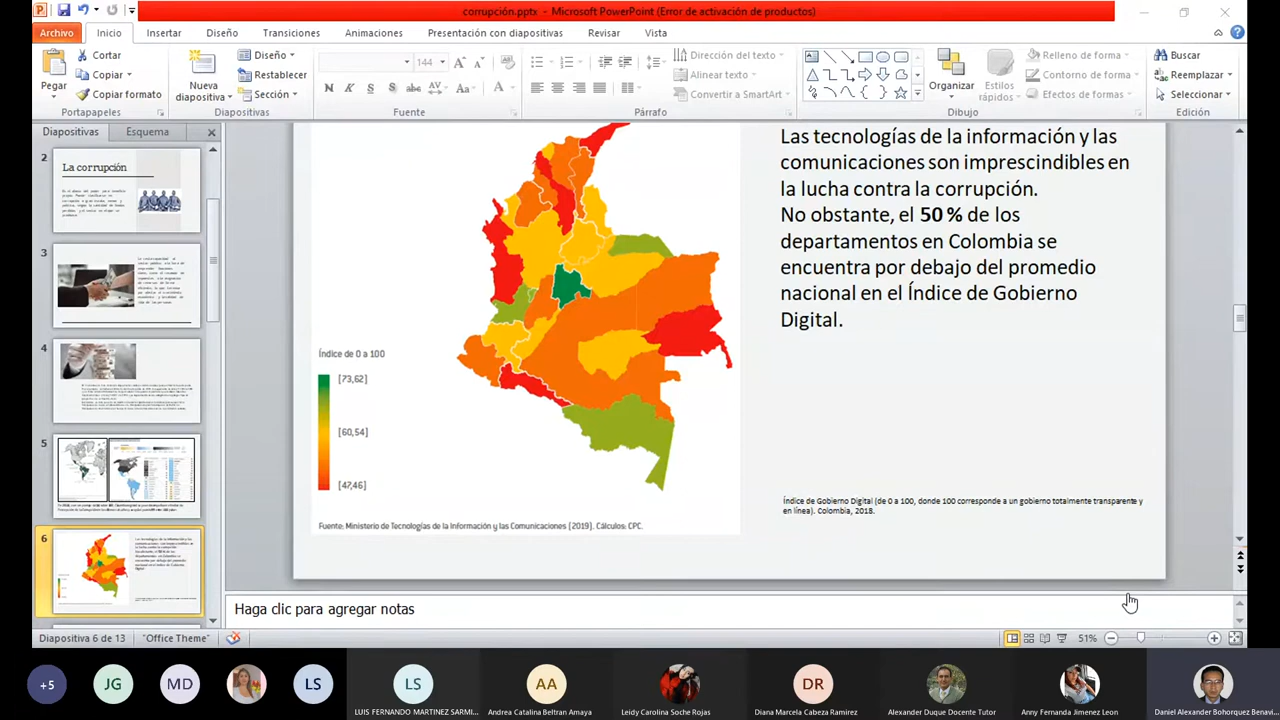 corrupción.pptx - Microsoft PowerPoint (Error de activación de productos)
Archivo Inicio Insertar Diseño Transiciones Animaciones Presentación con diapositivas Revisar Vista
Pegar
Cortar
Copiar
Copiar formato
Portapapeles
Nueva
diapositiva
Diseño
Restablecer
Sección
Diapositivas
144
N K S S abc AV Aa A
Fuente
Párrafo
Dirección del texto
Alinear texto
Convertir a SmartArt
Organizar
Estilos
rápidos
Relleno de forma
Contorno de forma
Efectos de formas
Dibujo
Buscar
Reemplazar
Seleccionar
Edición
Diapositivas Esquema
2
La corrupción
3
4
5
6
Las tecnologías de la información y las
comunicaciones son imprescindibles en
la lucha contra la corrupción.
No obstante, el 50 % de los
departamentos en Colombia se
encuentra por debajo del promedio
nacional en el Índice de Gobierno
Digital.
Índice de 0 a 100
[73,62]
[60,54]
[47,46]
Fuente: Ministerio de Tecnologías de la Información y las Comunicaciones (2019). Cálculos: CPC.
Índice de Gobierno Digital (de 0 a 100, donde 100 corresponde a un gobierno totalmente transparente y
en línea). Colombia, 2018.
Haga clic para agregar notas
Diapositiva 6 de 13 "Office Theme" 51%
+5 JG MD LS LS AA DR
LUIS FERNANDO MARTINEZ SARMI... Andrea Catalina Beltran Amaya Leidy Carolina Soche Rojas Diana Marcela Cabeza Ramirez Alexander Duque Docente Tutor Anny Fernanda Jimenez Leon Daniel Alexander Bohorquez Benavi...